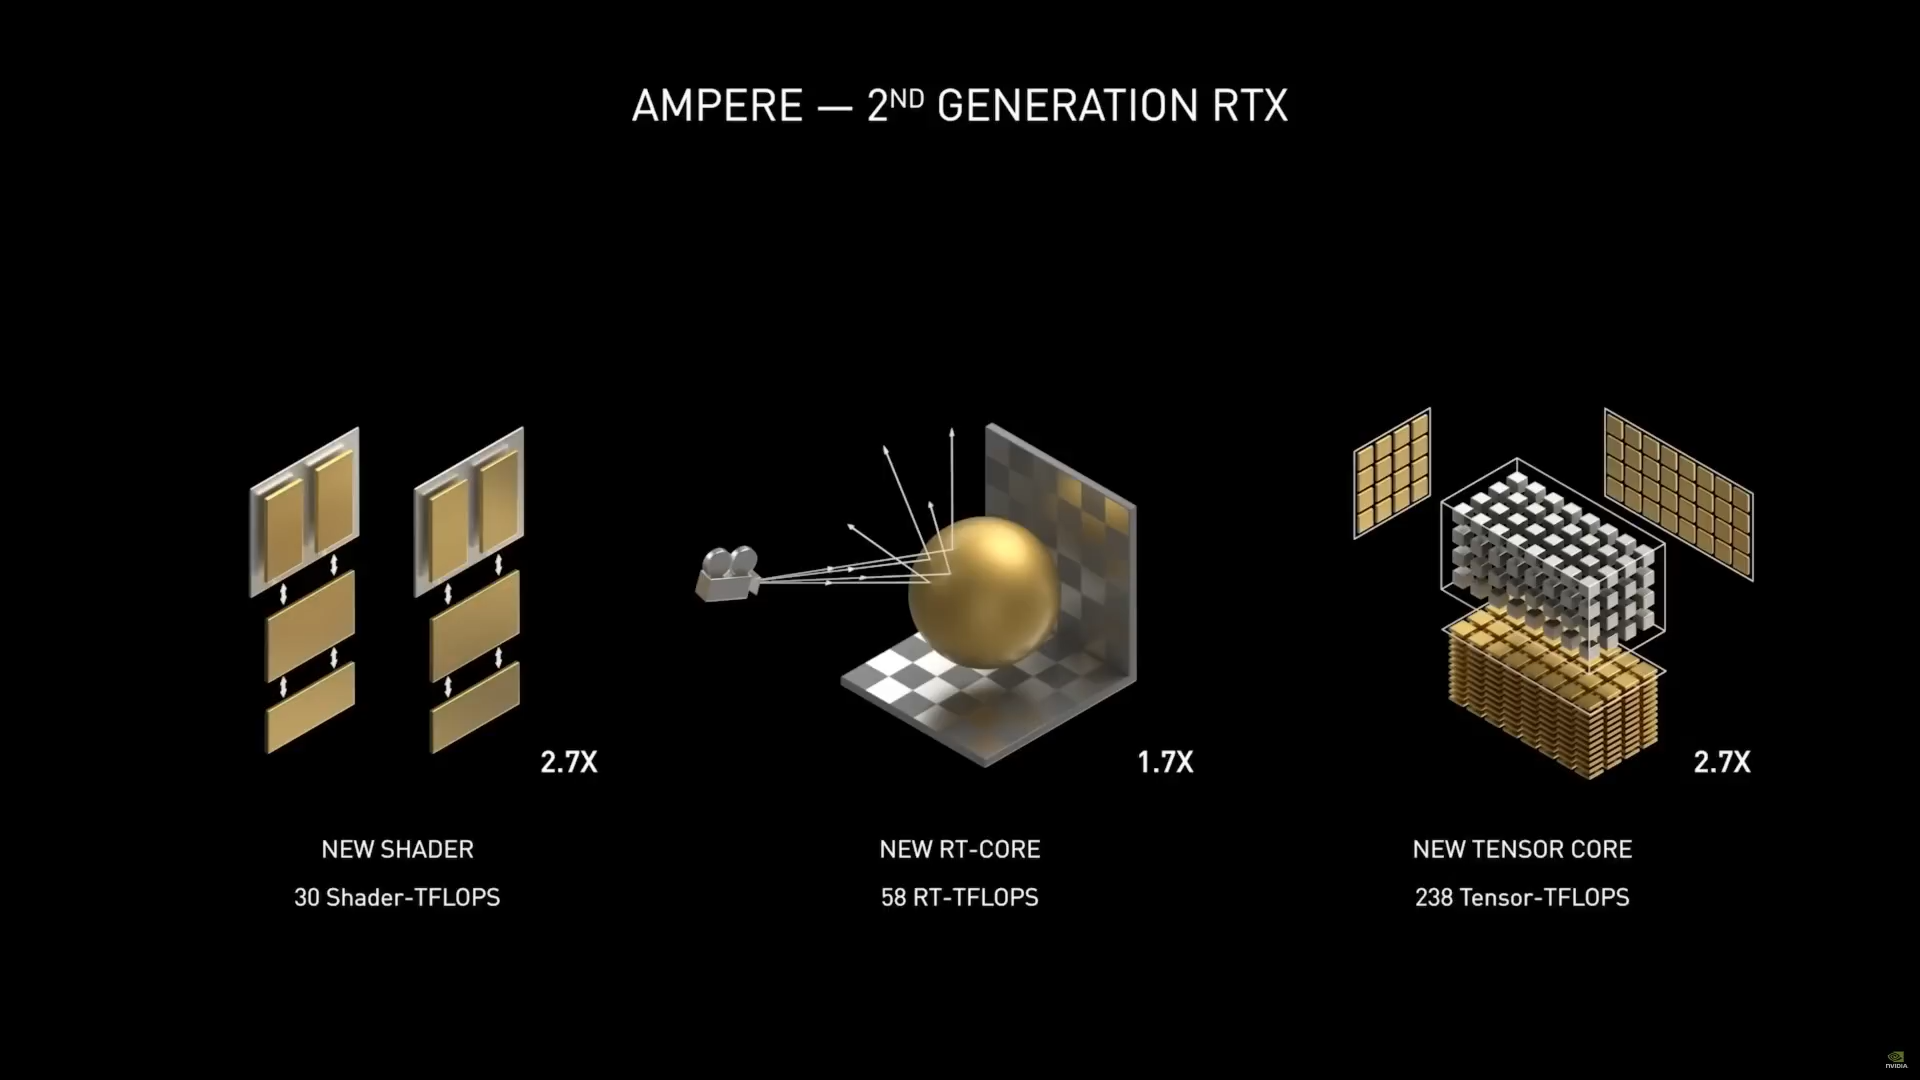 AMPERE — 2ND GENERATION RTX
2.7X
1.7X
2.7X
NEW SHADER
30 Shader-TFLOPS
NEW RT-CORE
58 RT-TFLOPS
NEW TENSOR CORE
238 Tensor-TFLOPS
NVIDIA